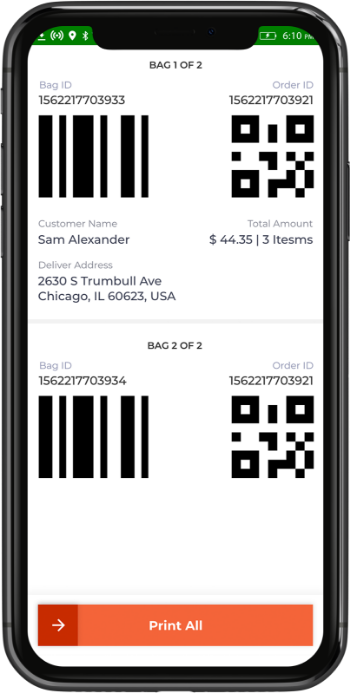 6:10
BAG 1 OF 2
Bag ID Order ID
1562217703933 1562217703921
Customer Name Total Amount
Sam Alexander $ 44.35 | 3 Itesms
Deliver Address
2630 S Trumbull Ave
Chicago, IL 60623, USA
BAG 2 OF 2
Bag ID Order ID
1562217703934 1562217703921
Print All